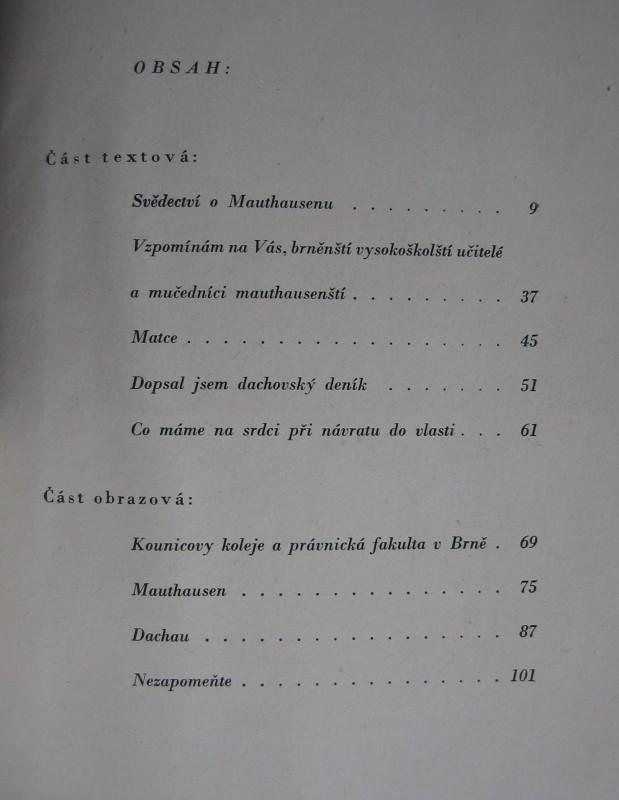 OBSAH:
Část textová:
Svědectví o Mauthausenu . . . . . . . . . 9
Vzpomínám na Vás, brněnští vysokoškolští učitelé
a mučedníci mauthausenští . . . . . . . . . 37
Matce . . . . . . . . . . . . . . . . . . 45
Dopsal jsem dachovský deník . . . . . . . 51
Co máme na srdci při návratu do vlasti . . . 61
Část obrazová:
Kounicovy koleje a právnická fakulta v Brně . 69
Mauthausen . . . . . . . . . . . . . . . 75
Dachau . . . . . . . . . . . . . . . . . 87
Nezapomeňte . . . . . . . . . . . . . . . 101